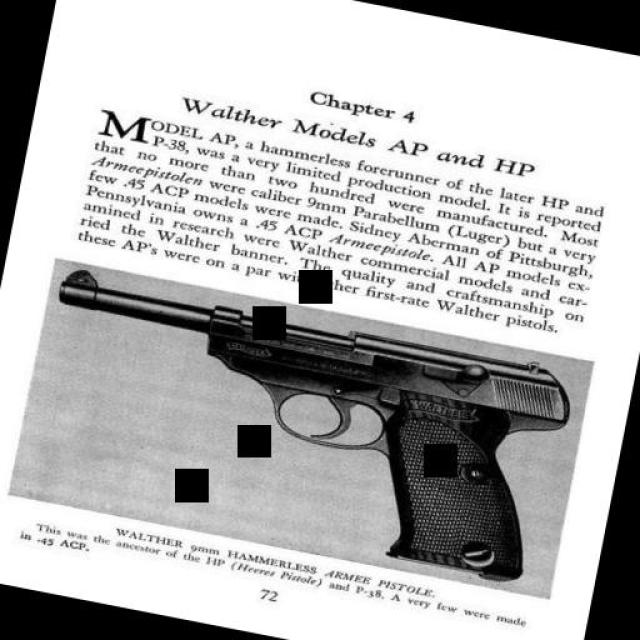 Chapter 4
Walther Models AP and HP
MODEL AP, a hammerless forerunner of the later HP and
P-38, was a very limited production model. It is reported
that no more than two hundred were manufactured. Most
Armeepistolen were caliber 9mm Parabellum (Luger) but a very
few .45 ACP models were made. Sidney Aberman of Pittsburgh,
Pennsylvania owns a .45 ACP Armeepistole. All AP models ex-
amined in research were Walther commercial models and car-
ried the Walther banner. The quality and craftsmanship on
these AP's were on a par first-rate Walther pistols.
WALTHER 9mm HAMMERLESS ARMEE PISTOLE.
This was the ancestor of the HP (Heeres Pistole) and P-38. A very few were made
in .45 ACP.
72